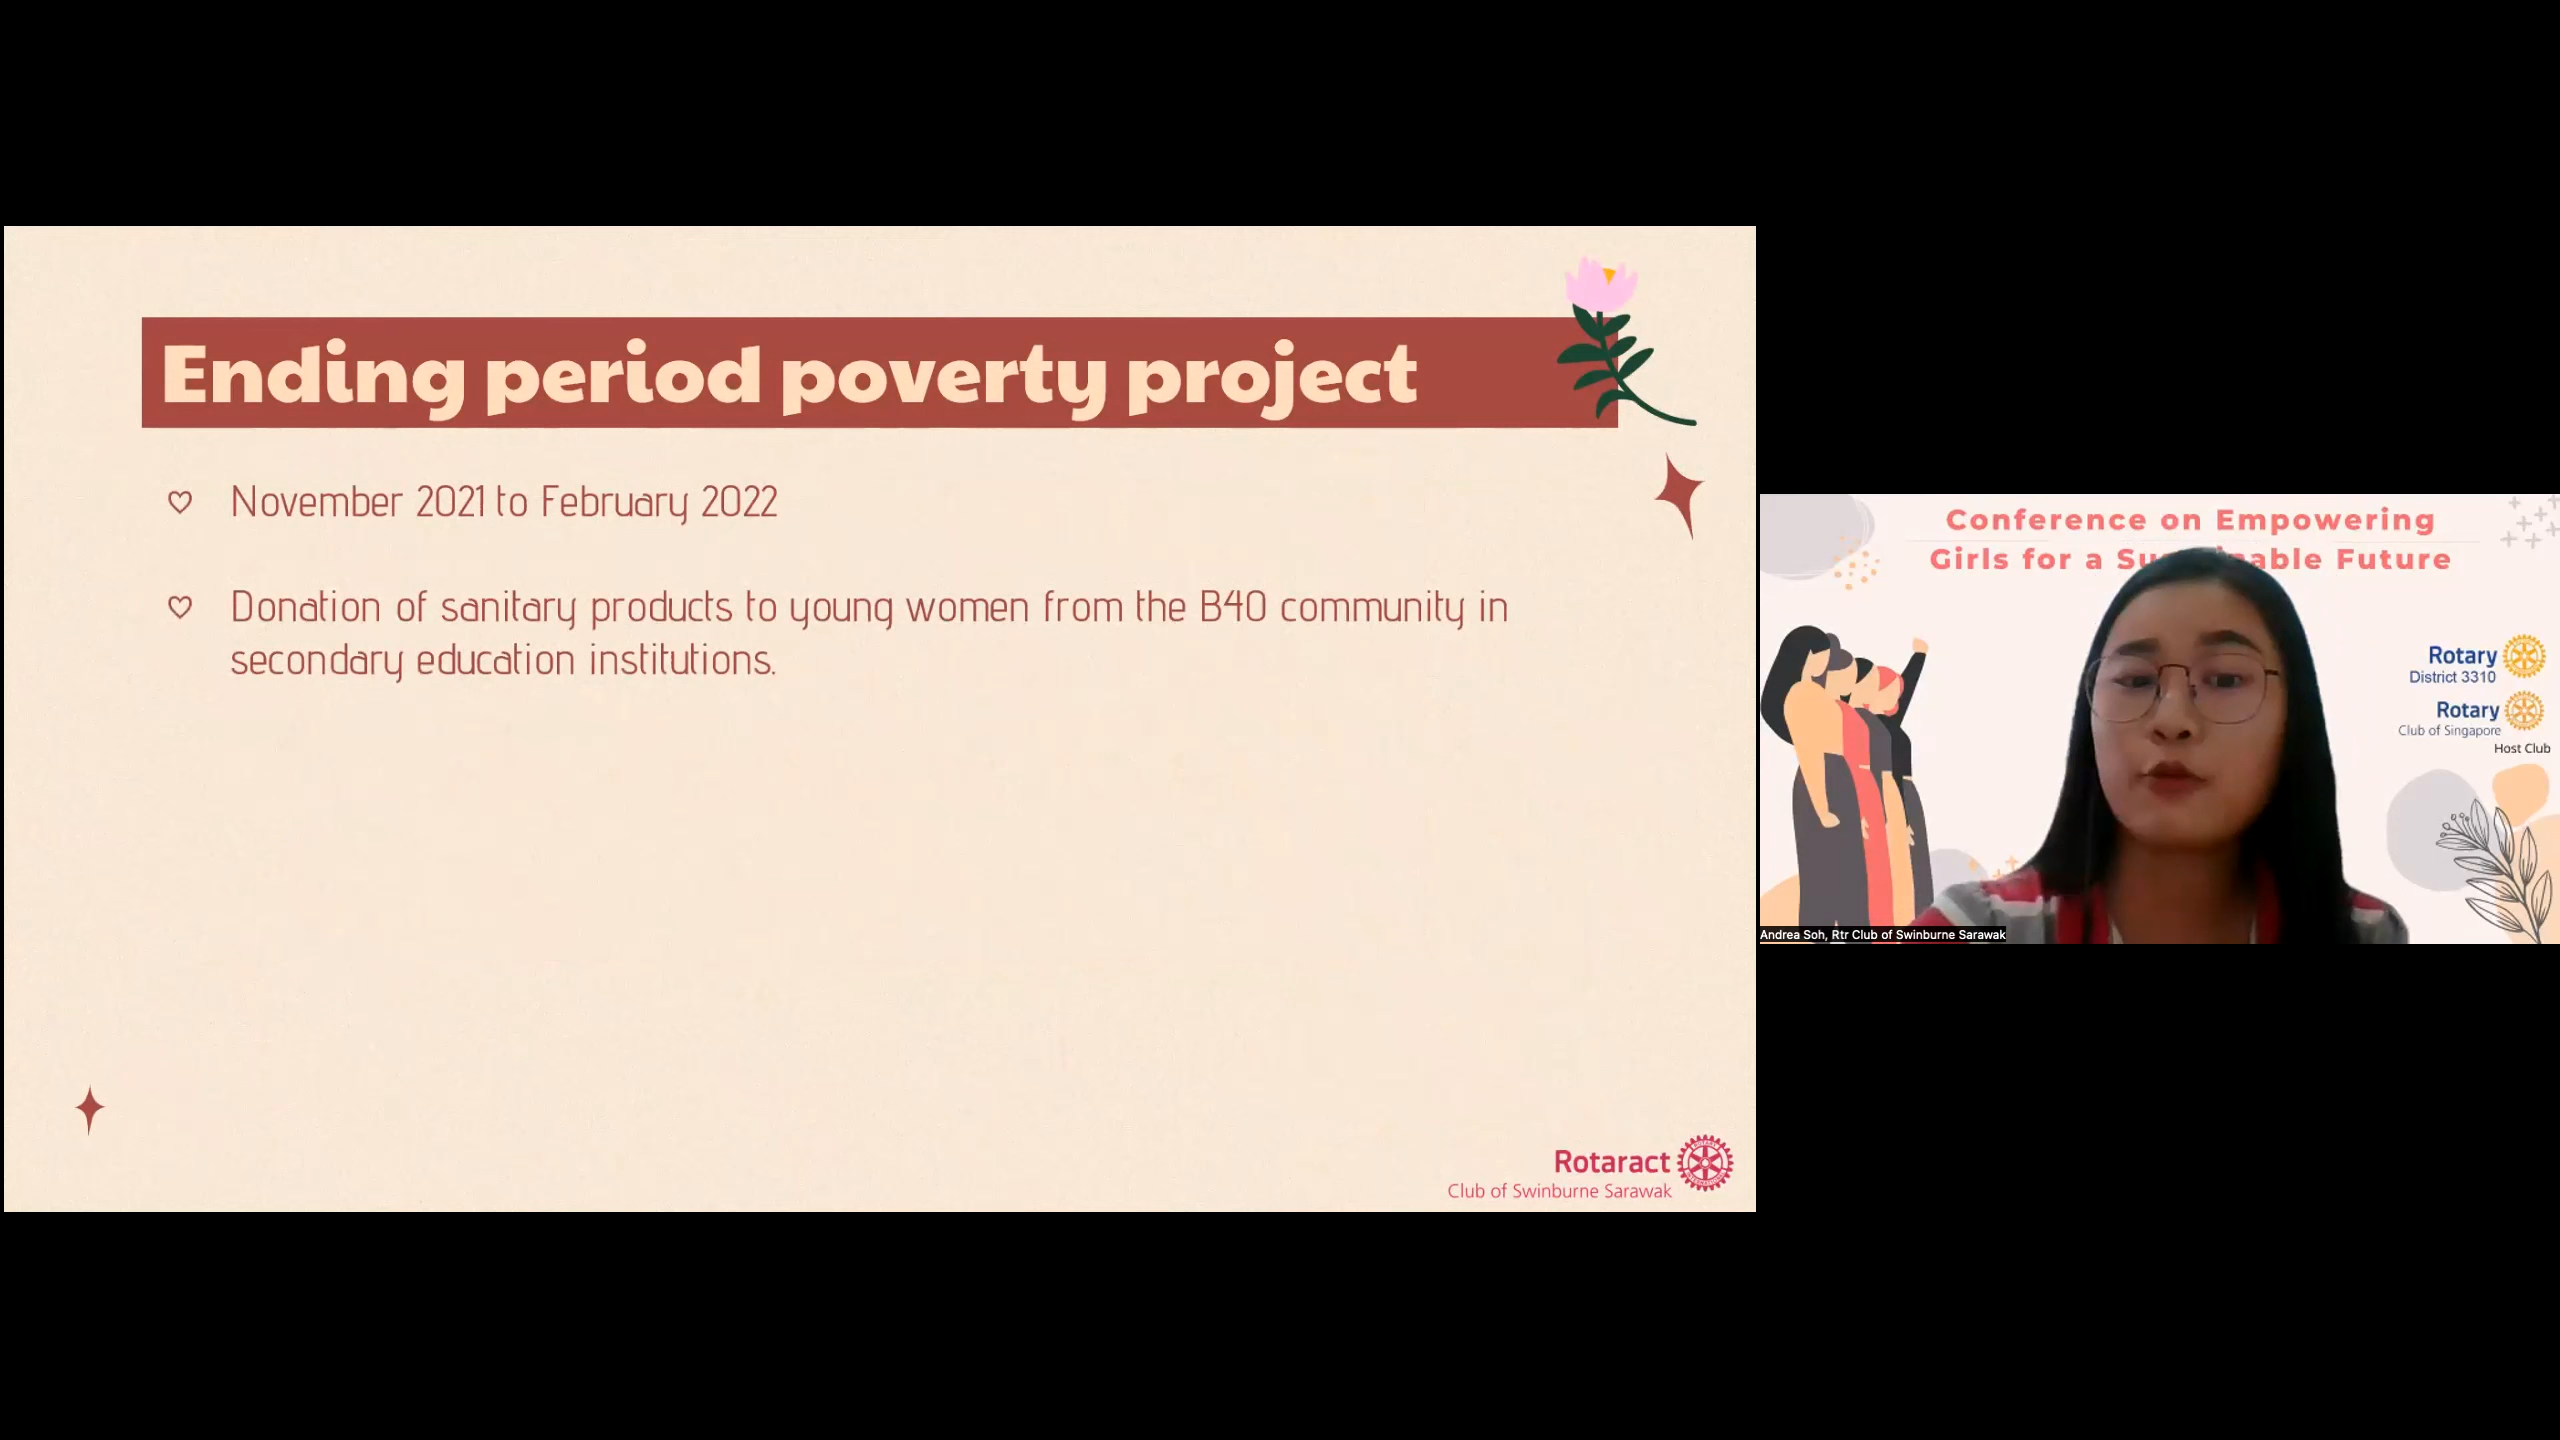 Ending period poverty project
November 2021 to February 2022
Donation of sanitary products to young women from the B40 community in
secondary education institutions.
Rotaract
Club of Swinburne Sarawak
Conference on Empowering
Girls for a able Future
Rotary
District 3310
Rotary
Club of Singapore
Host Club
Andrea Soh, Rtr Club of Swinburne Sarawak